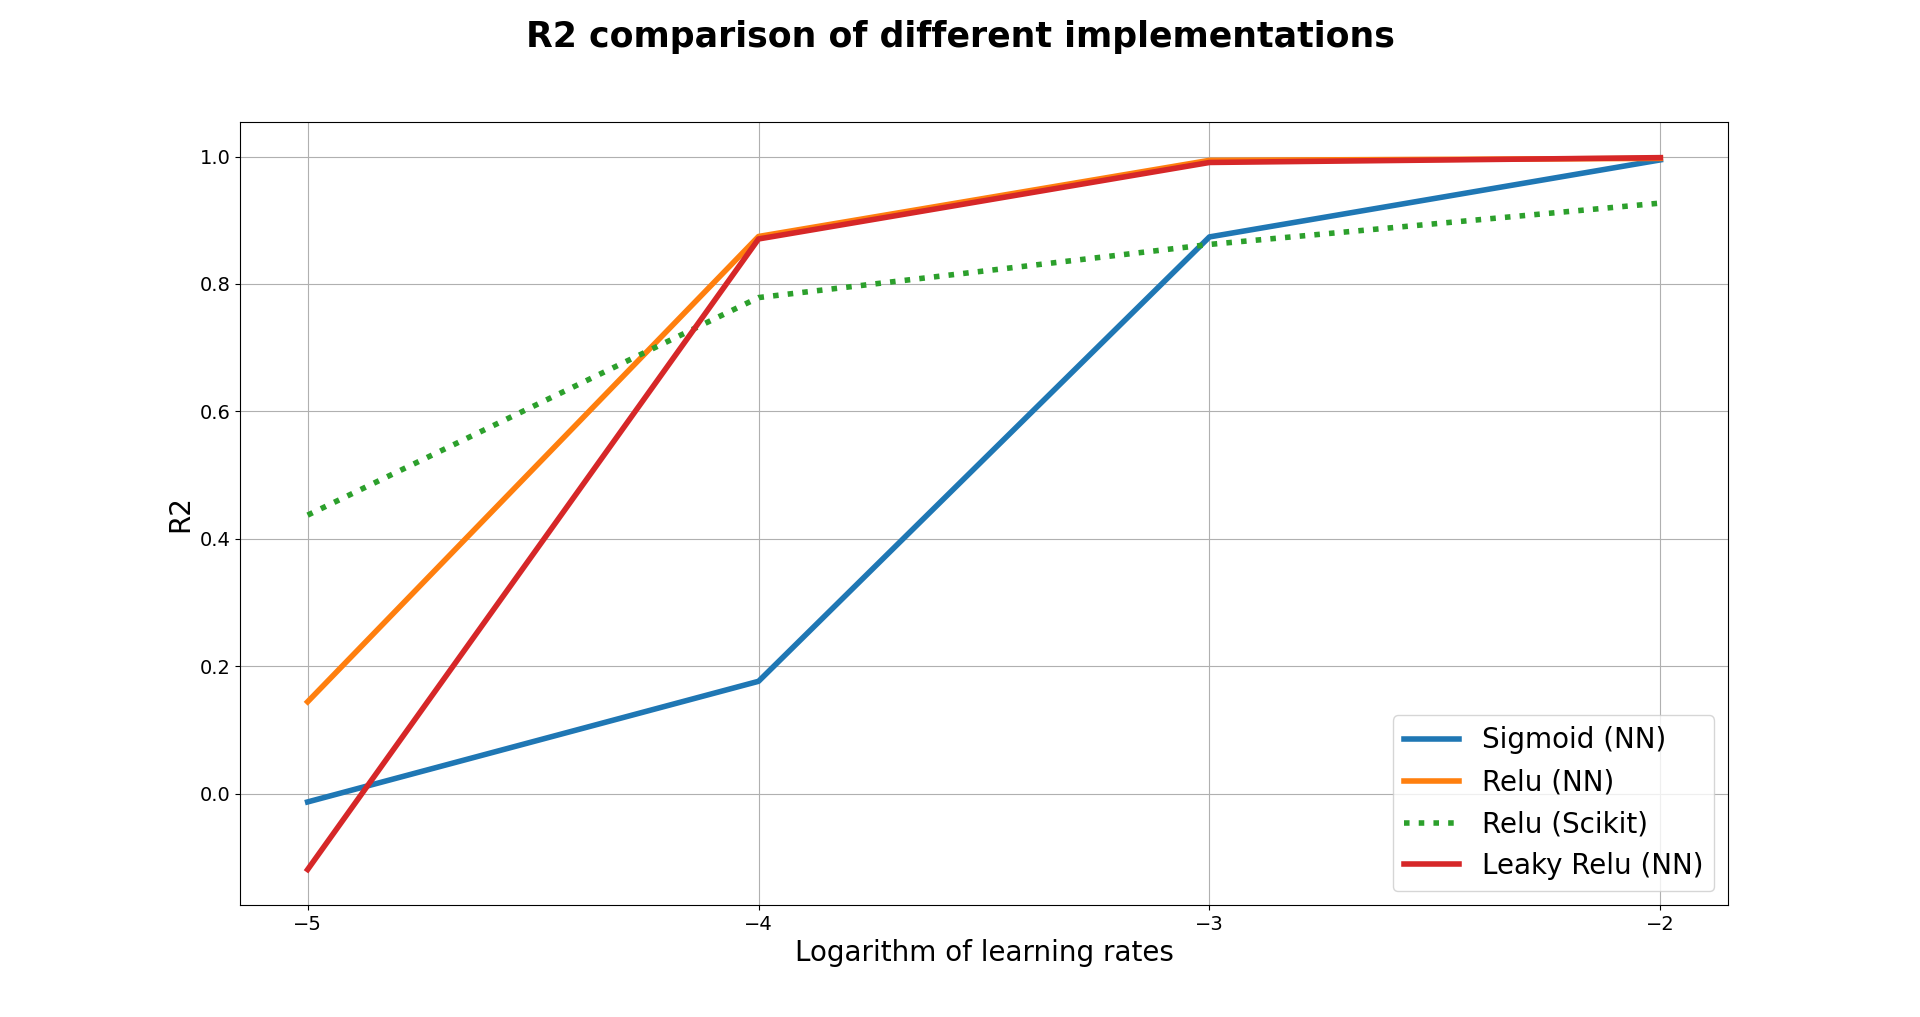 R2 comparison of different implementations
1.0
0.8
0.6
0.4
0.2
0.0
R2
−5
−4
−3
−2
Logarithm of learning rates
Sigmoid (NN)
Relu (NN)
Relu (Scikit)
Leaky Relu (NN)